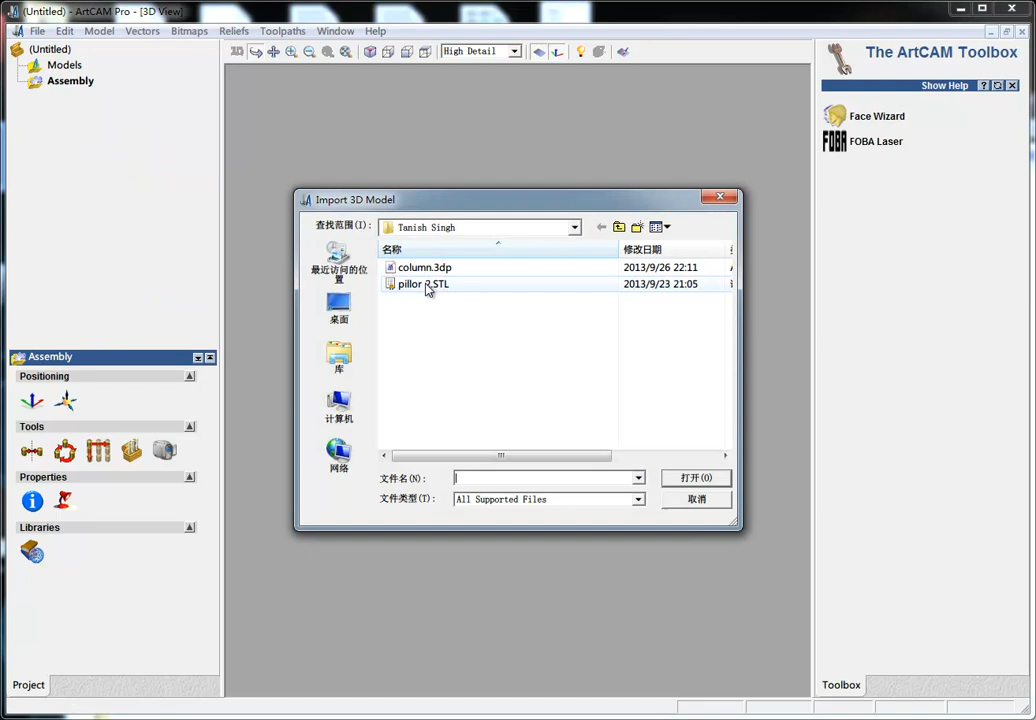 (Untitled) - ArtCAM Pro - [3D View]
File Edit Model Vectors Bitmaps Reliefs Toolpaths Window Help
(Untitled)
Models
Assembly
3D
High Detail
The ArtCAM Toolbox
Show Help
Face Wizard
FOBA FOBA Laser
Import 3D Model
查找范围(I):
Tanish Singh
名称 修改日期
column.3dp 2013/9/26 22:11
pillor STL 2013/9/23 21:05
最近访问的位置
桌面
库
计算机
网络
文件名(N):
打开(O)
文件类型(T):
All Supported Files
取消
Assembly
Positioning
Tools
Properties
Libraries
Project
Toolbox